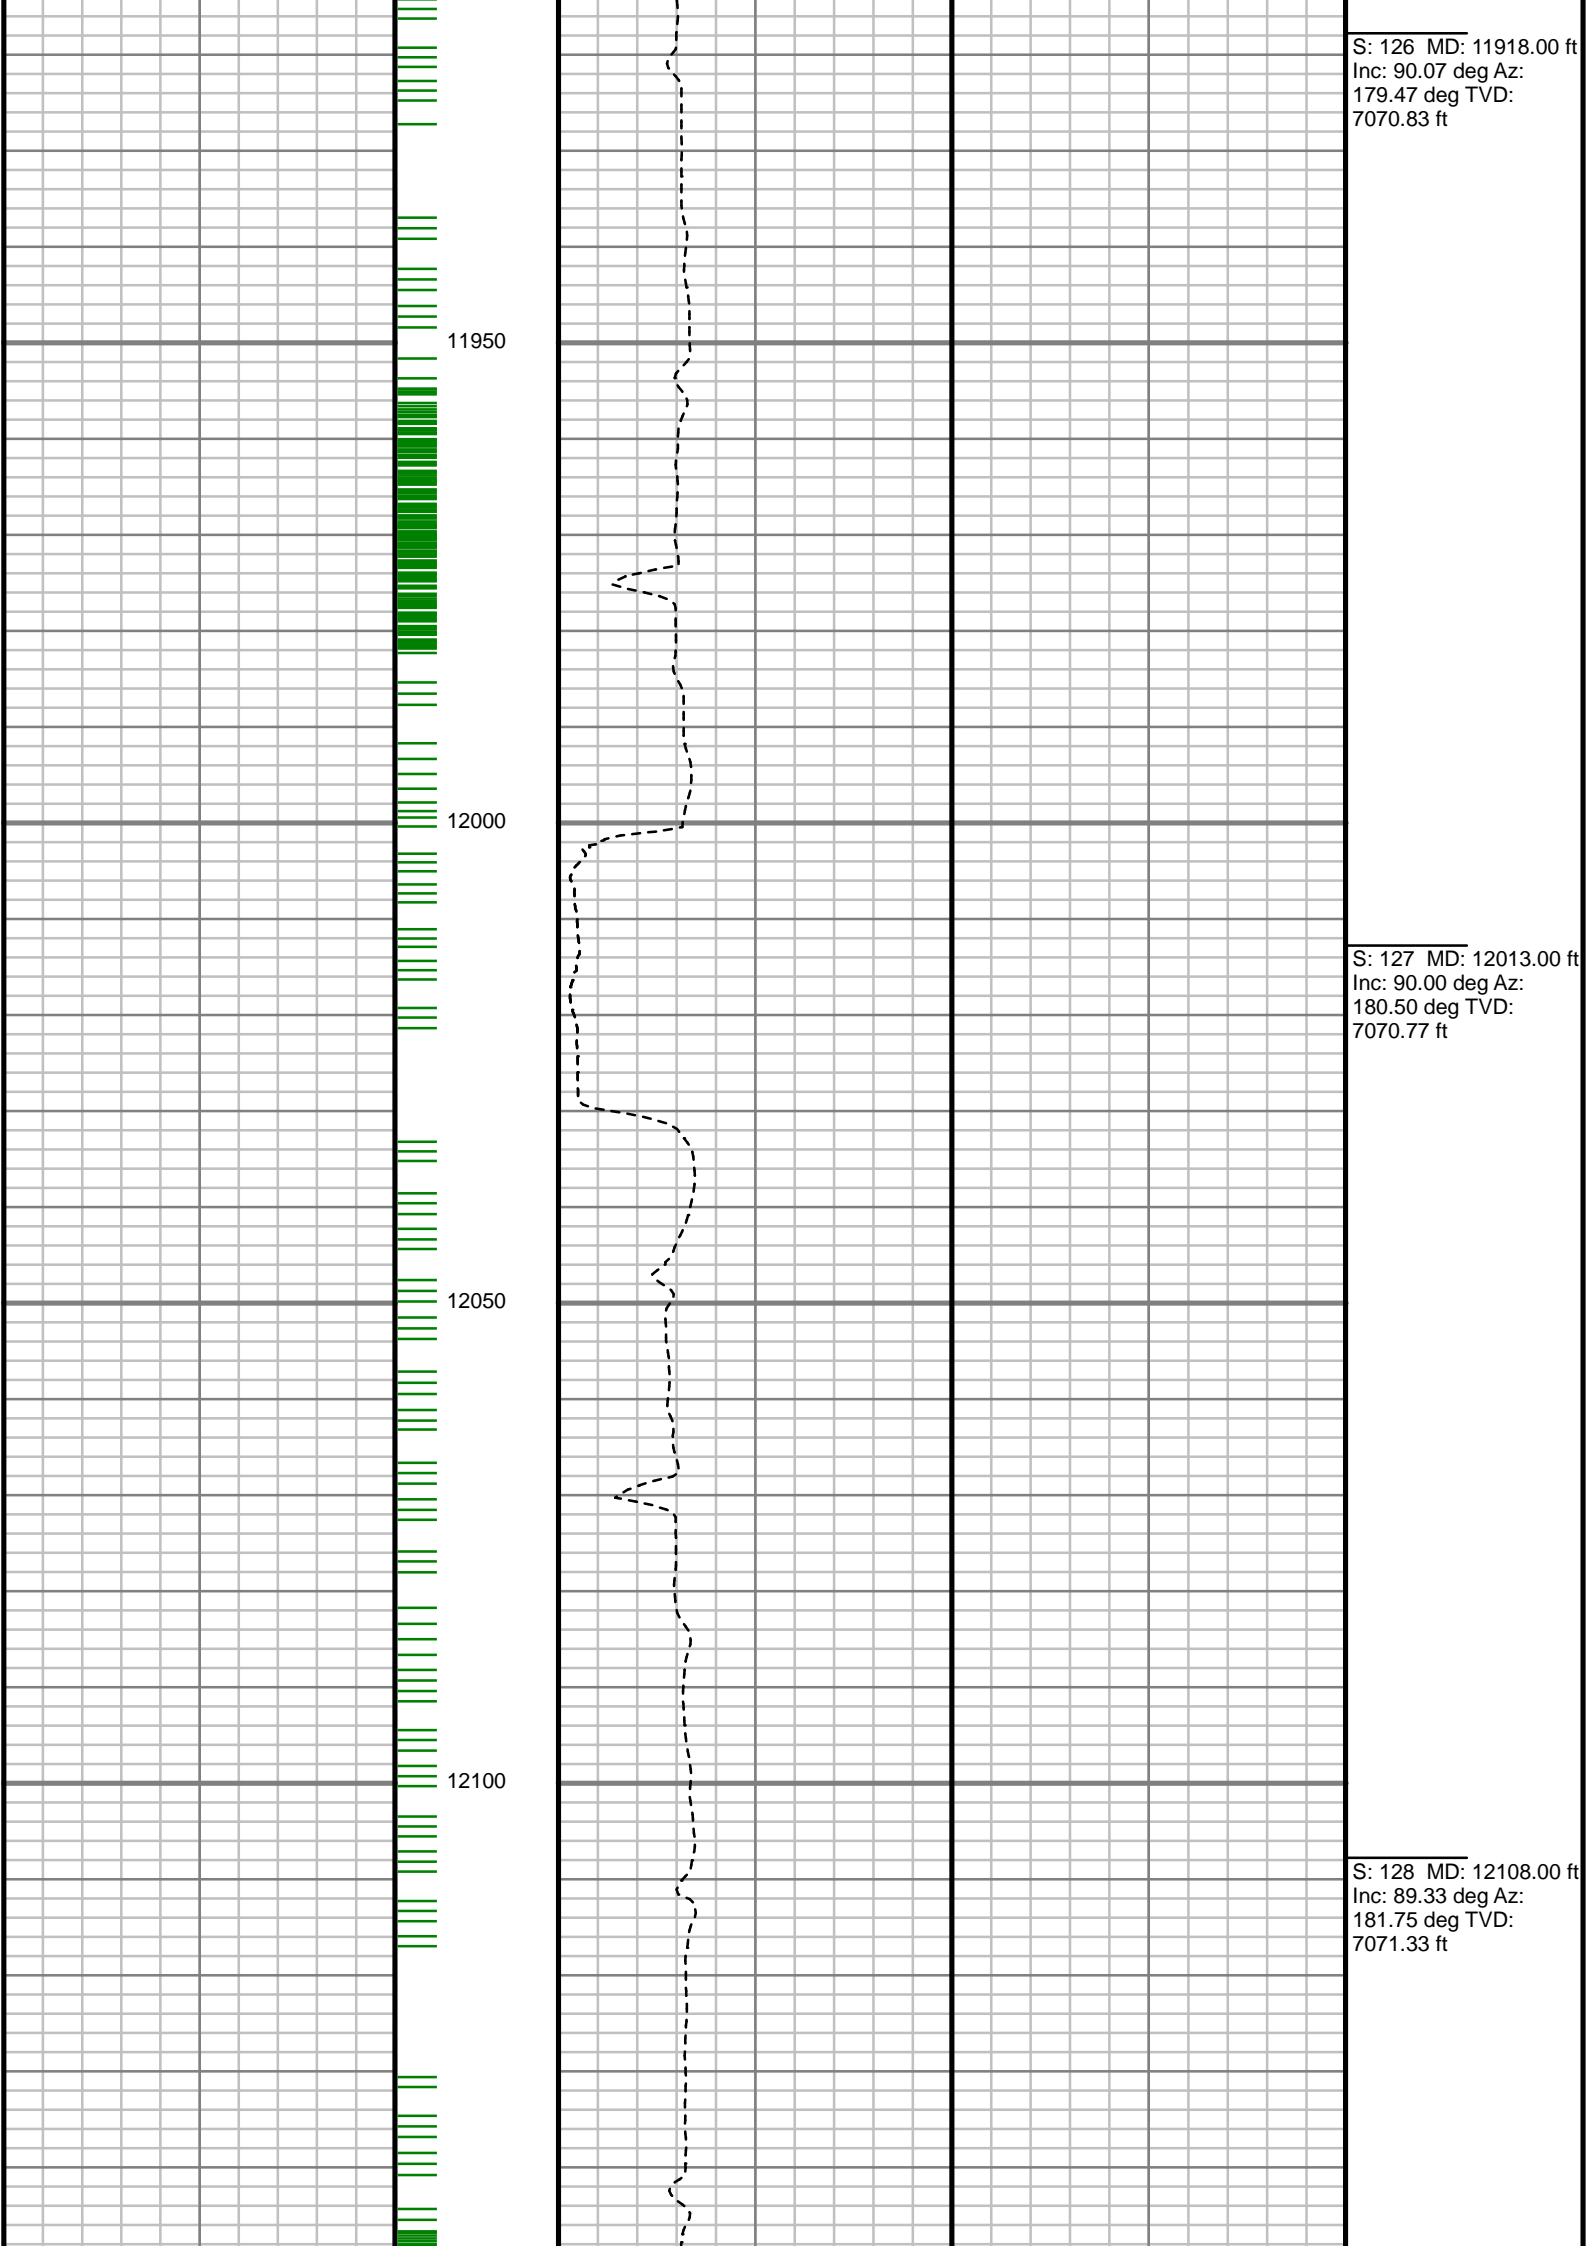 S: 126 MD: 11918.00 ft
Inc: 90.07 deg Az:
179.47 deg TVD:
7070.83 ft
11950
12000
S: 127 MD: 12013.00 ft
Inc: 90.00 deg Az:
180.50 deg TVD:
7070.77 ft
12050
12100
S: 128 MD: 12108.00 ft
Inc: 89.33 deg Az:
181.75 deg TVD:
7071.33 ft